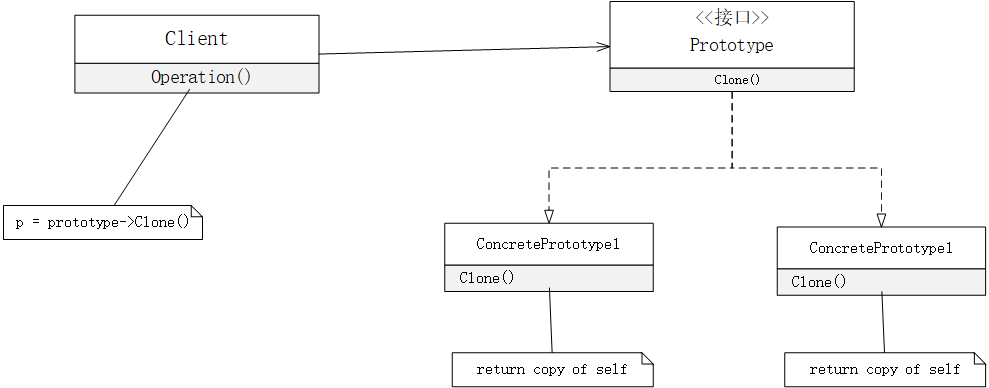 Client
Operation()
<<接口>>
Prototype
Clone()
p = prototype->Clone()
ConcretePrototype1
Clone()
return copy of self
ConcretePrototype1
Clone()
return copy of self